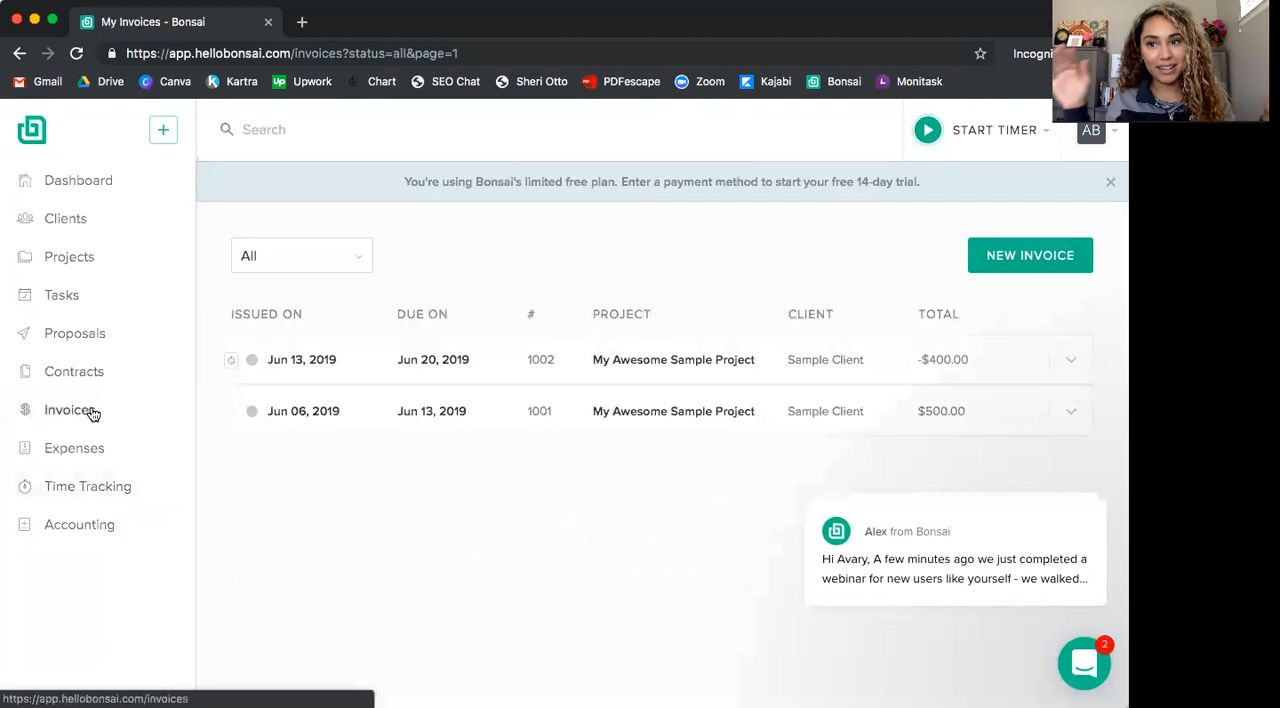 My Invoices - Bonsai
https://app.hellobonsai.com/invoices?status=all&page=1
Incogni
Gmail
Drive
Canva
Kartra
Up
Upwork
Chart
SEO
Sheri Ditto
PDFescape
Zoom
Kajabi
Bonsai
Monitask
Search
START TIMER
AB
Dashboard
Clients
Projects
Tasks
Proposals
Contracts
Invoices
Expenses
Time Tracking
Accounting
You're using Bonsai's limited free plan. Enter a payment method to start your free 14-day trial.
All
NEW INVOICE
ISSUED ON DUE ON # PROJECT CLIENT TOTAL
Jun 13, 2019 Jun 20, 2019 1002 My Awesome Sample Project Sample Client -$400.00
Jun 06, 2019 Jun 13, 2019 1001 My Awesome Sample Project Sample Client $500.00
Alex from Bonsai
Hi Avary, A few minutes ago we just completed a
webinar for new users like yourself - we walked...
2
https://app.hellobonsai.com/invoices